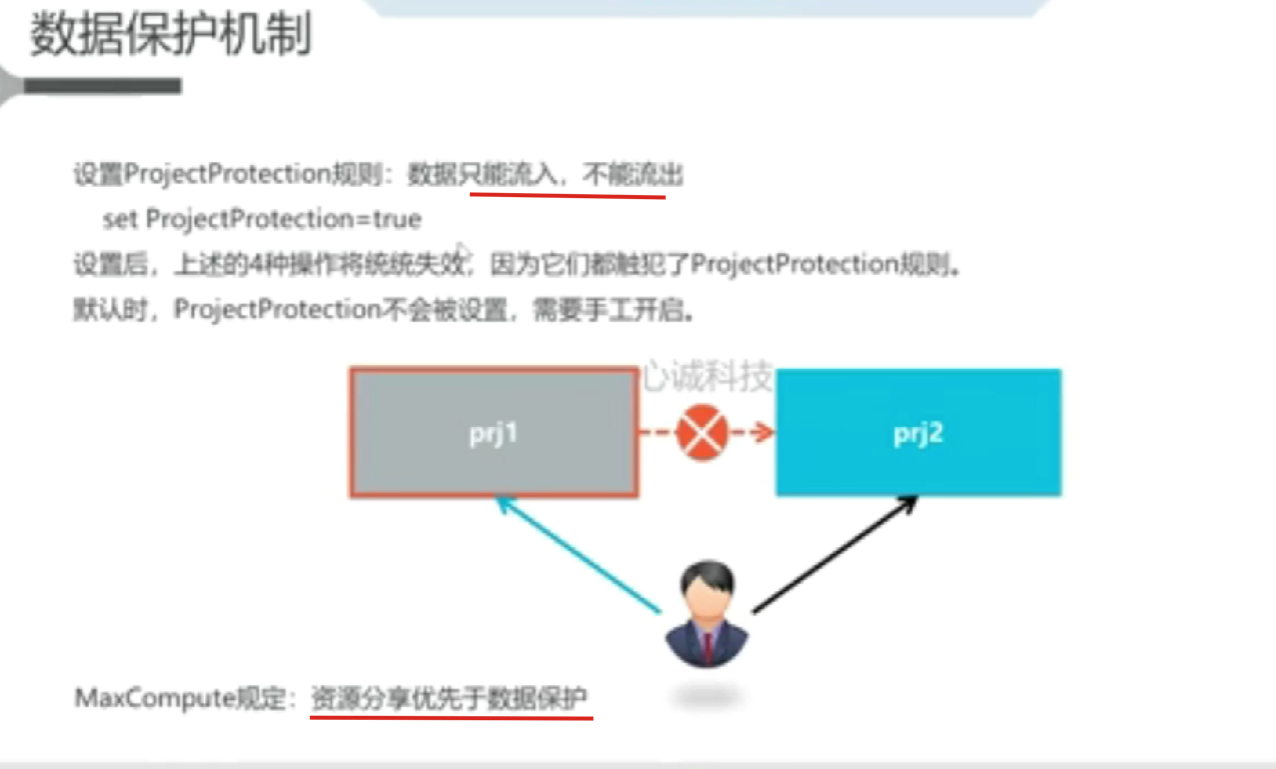 数据保护机制
设置ProjectProtection规则：数据只能流入，不能流出
set ProjectProtection=true
设置后，上述的4种操作将统统失效，因为它们都触犯了ProjectProtection规则。
默认时，ProjectProtection不会被设置，需要手工开启。
心诚科技
prj1
prj2
MaxCompute规定：资源分享优先于数据保护